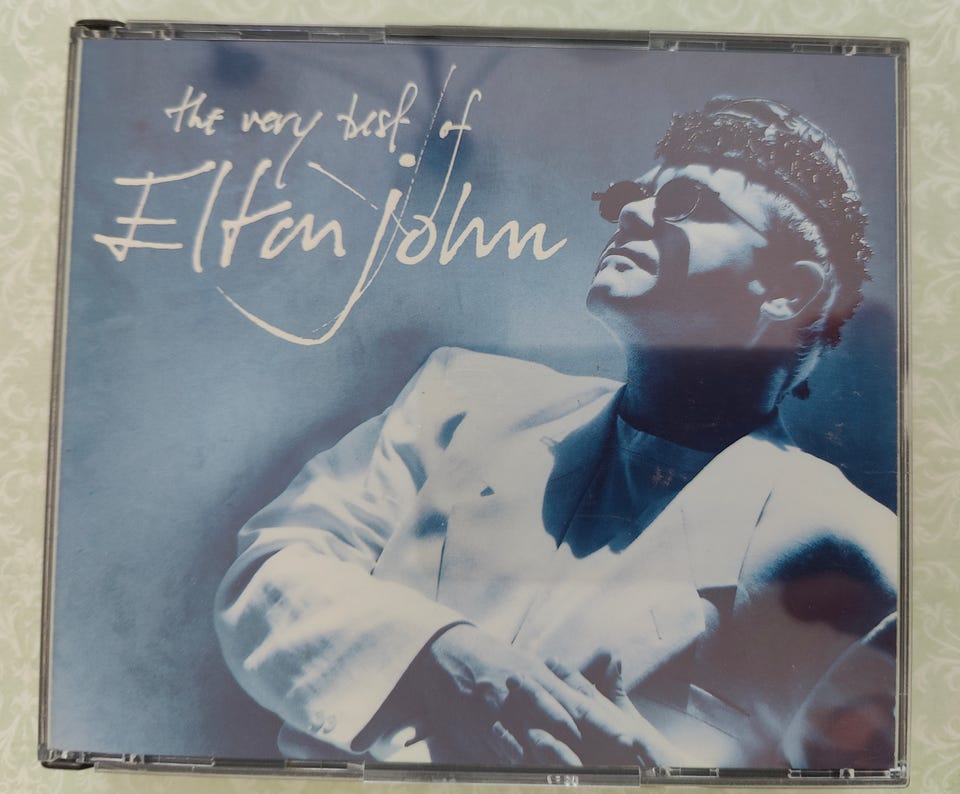 the very best of
Elton john